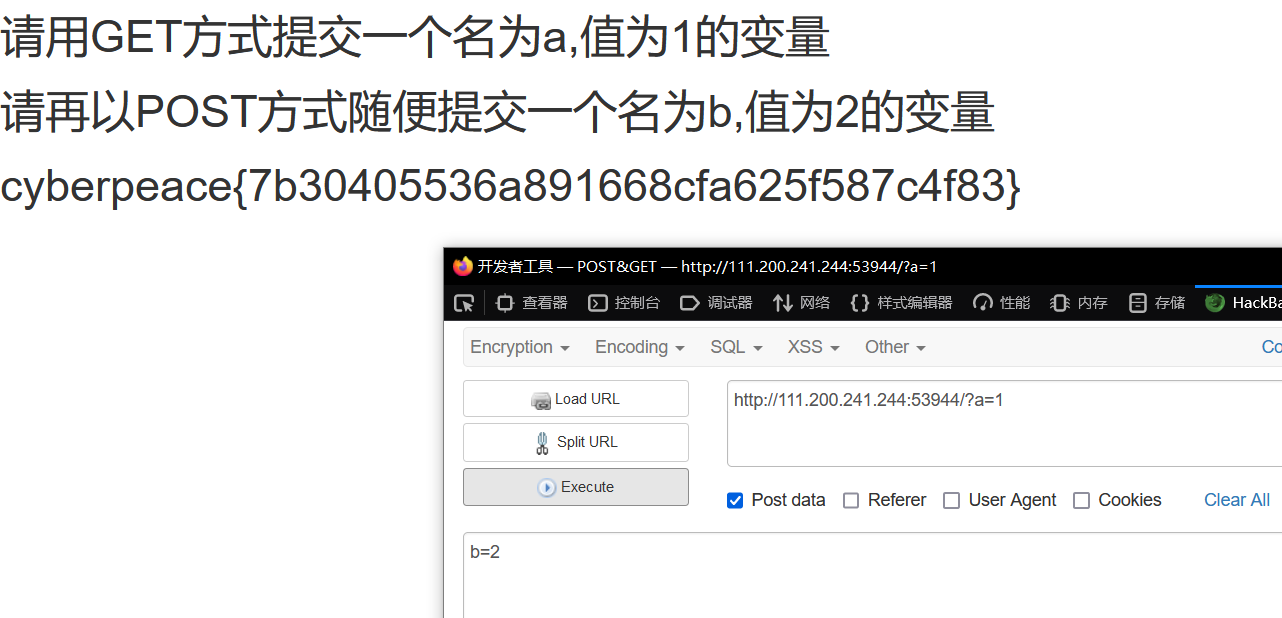 请用GET方式提交一个名为a,值为1的变量
请再以POST方式随便提交一个名为b,值为2的变量
cyberpeace{7b30405536a891668cfa625f587c4f83}
开发者工具 — POST&GET — http://111.200.241.244:53944/?a=1
查看器 控制台 调试器 网络 样式编辑器 性能 内存 存储 HackBa
Encryption Encoding SQL XSS Other Co
Load URL http://111.200.241.244:53944/?a=1
Split URL
Execute
Post data Referer User Agent Cookies Clear All
b=2